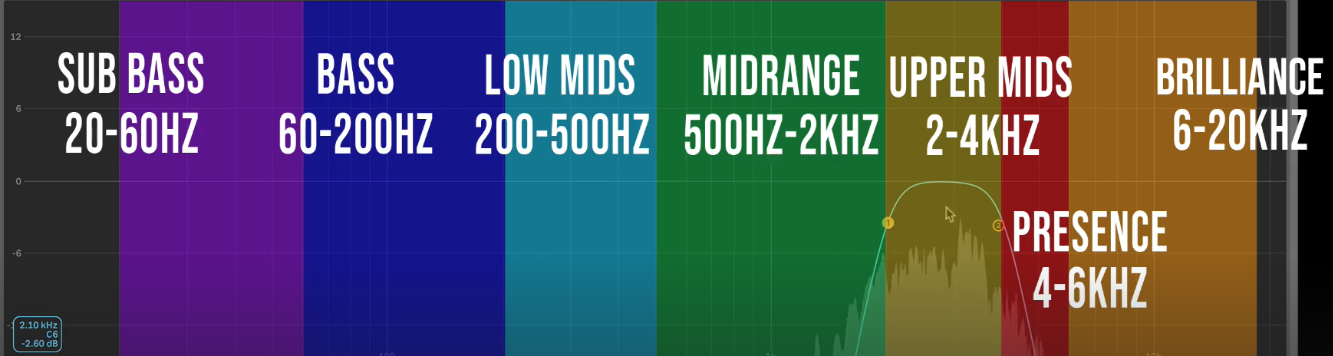 SUB BASS
20-60HZ
BASS
60-200HZ
LOW MIDS
200-500HZ
MIDRANGE
500HZ-2KHZ
UPPER MIDS
2-4KHZ
BRILLIANCE
6-20KHZ
PRESENCE
4-6KHZ
12
6
0
-6
1
2
2.10 kHz
C6
-2.60 dB